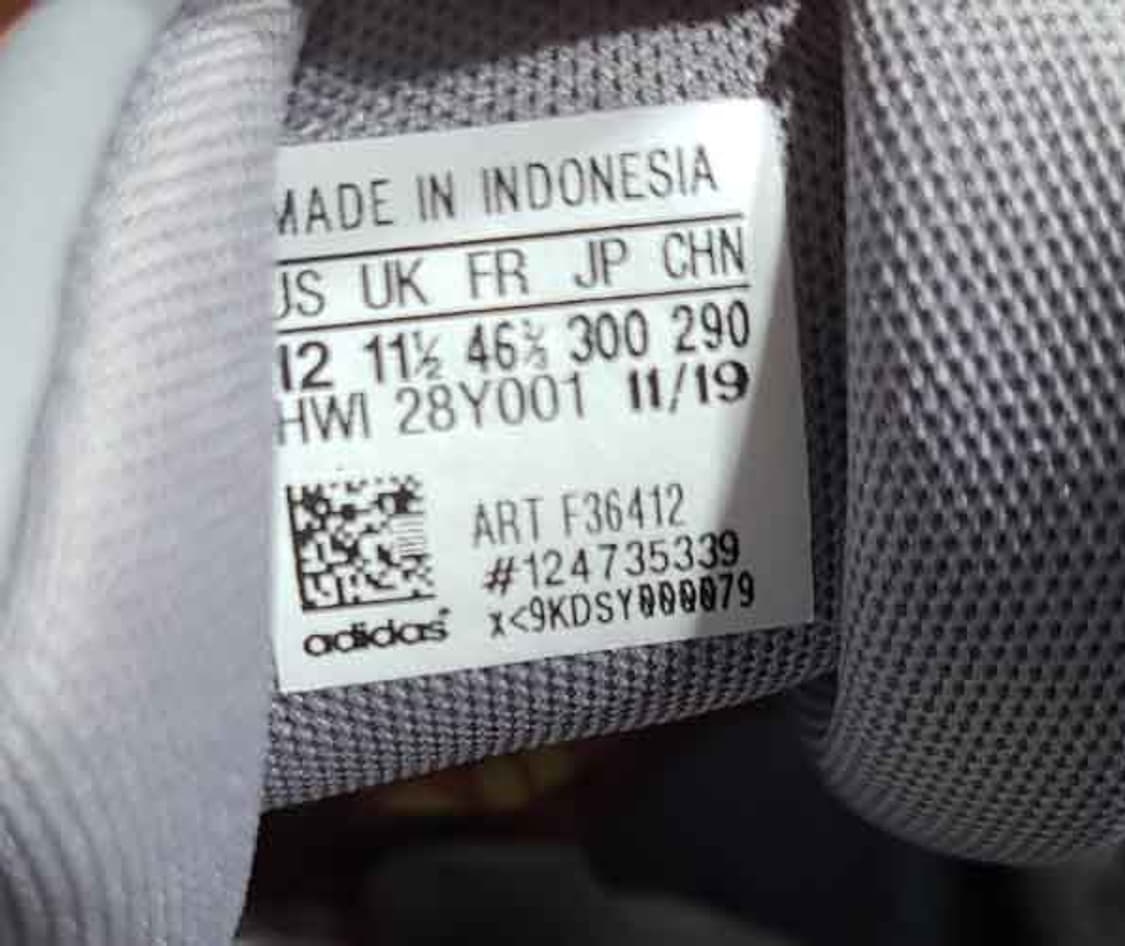 MADE IN INDONESIA
US UK FR JP CHN
12 11½ 46⅔ 300 290
HWI 28Y001 11/19
ART F36412
#124735339
x<9KDSY000079
adidas